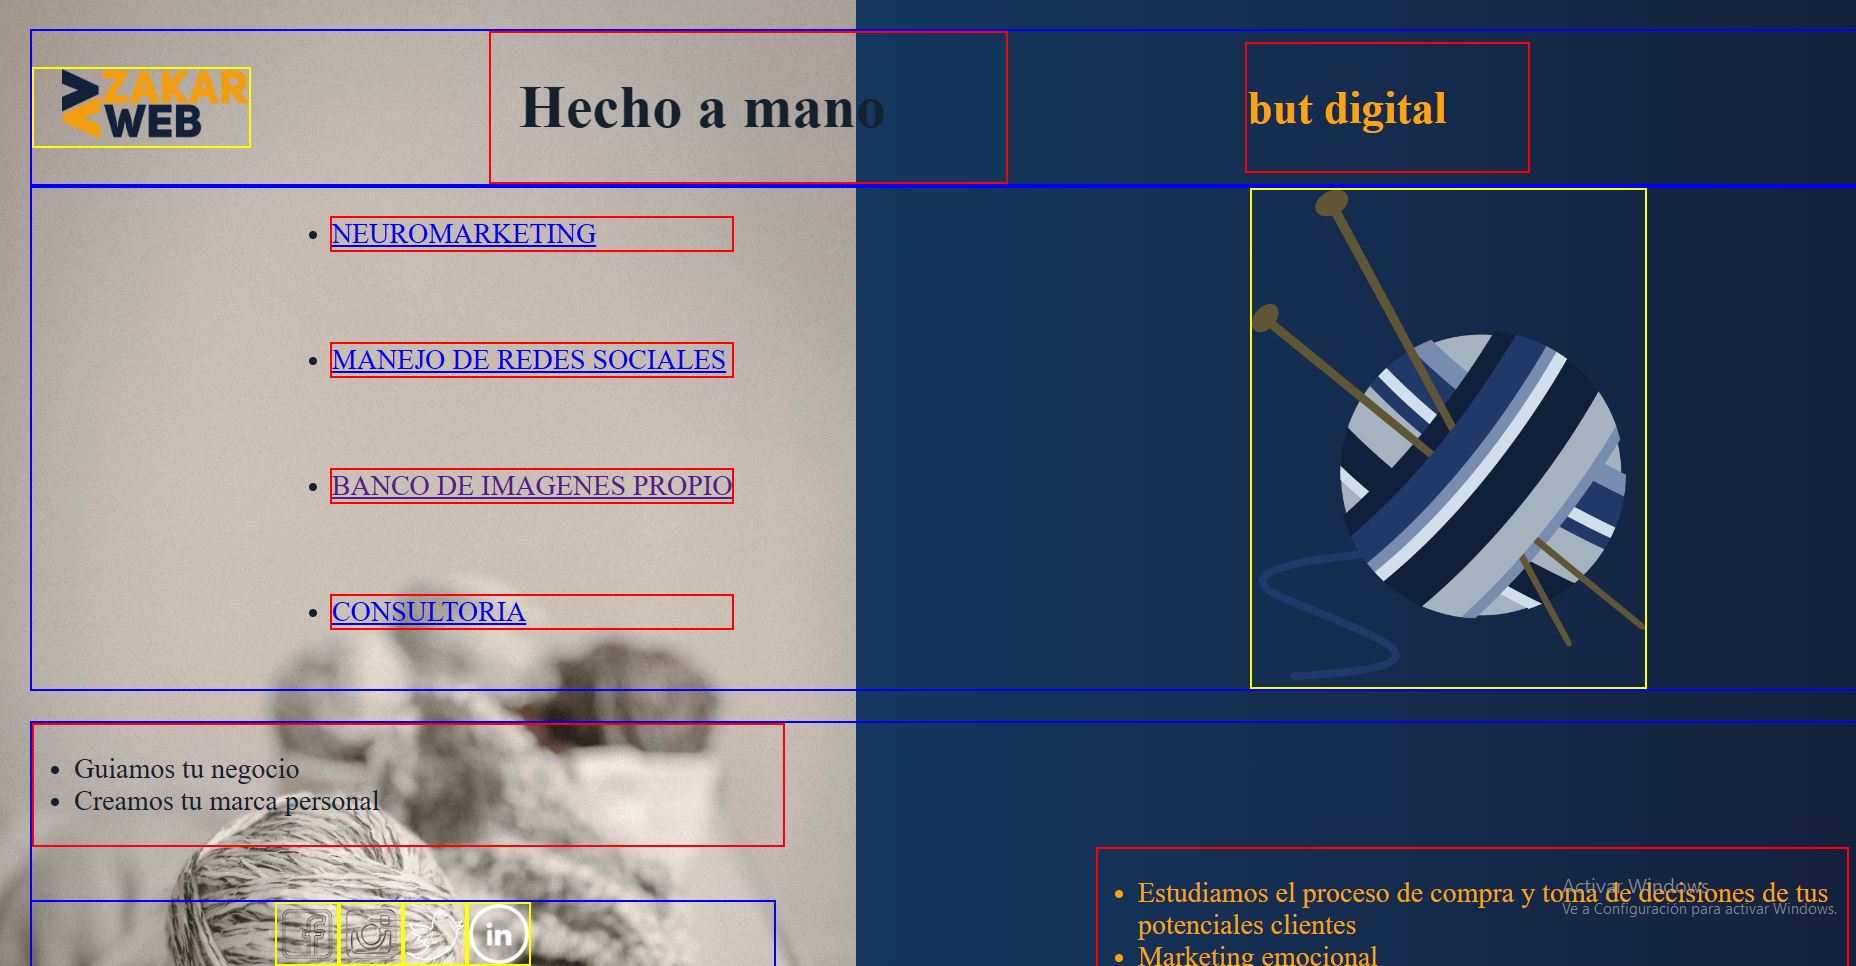 ZAKAR
WEB
Hecho a mano
but digital
NEUROMARKETING
MANEJO DE REDES SOCIALES
BANCO DE IMAGENES PROPIO
CONSULTORIA
Guiamos tu negocio
Creamos tu marca personal
Estudiamos el proceso de compra y toma de decisiones de tus
potenciales clientes
Marketing emocional
Activar Windows
Ve a Configuración para activar Windows.
f
in